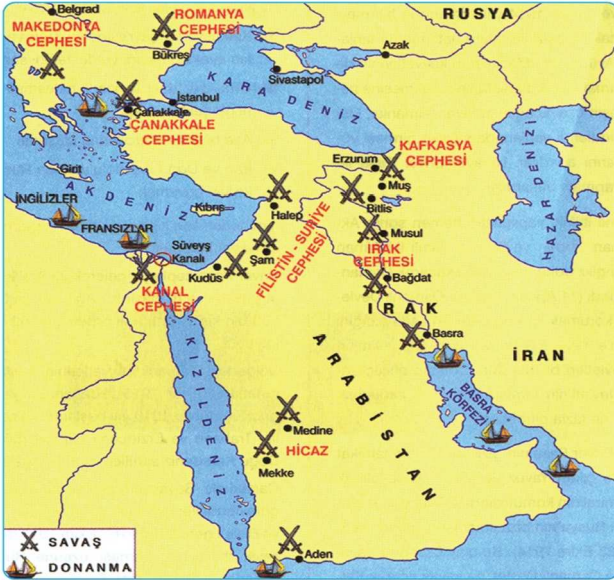 Belgrad
ROMANYA
CEPHESİ
RUSYA
MAKEDONYA
CEPHESİ
Bükreş
Azak
Sivastopol
KARA DENİZ
İstanbul
Çanakkale
ÇANAKKALE
CEPHESİ
KAFKASYA
CEPHESİ
Erzurum
Muş
Bitlis
HAZAR DENİZİ
Girit
AKDENİZ
Kıbrıs
İNGİLİZLER
FRANSIZLAR
Halep
Musul
IRAK
CEPHESİ
Süveyş
Kanalı
Şam
Kudüs
FİLİSTİN - SURİYE
CEPHESİ
KANAL
CEPHESİ
Bağdat
IRAK
Basra
İRAN
BASRA
KÖRFEZİ
ARABİSTAN
KIZILDENİZ
Medine
HİCAZ
Mekke
Aden
SAVAŞ
DONANMA